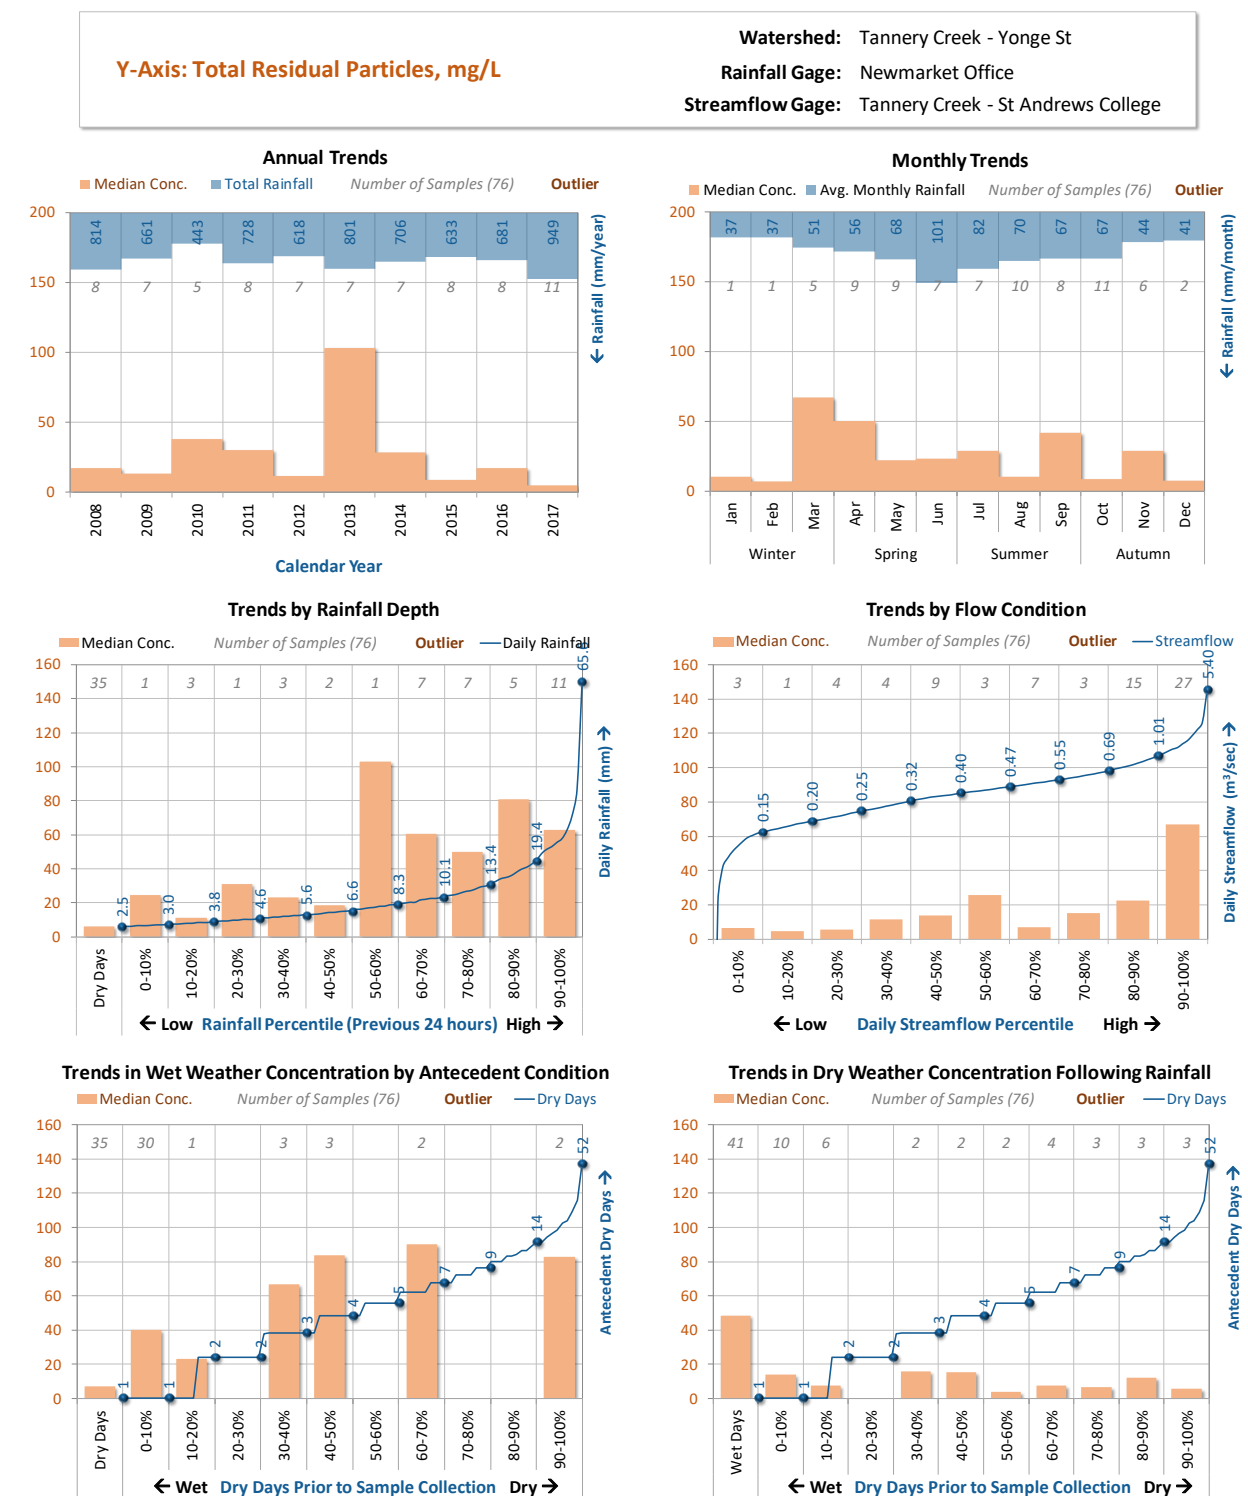 Y-Axis: Total Residual Particles, mg/L
Watershed: Tannery Creek - Yonge St
Rainfall Gage: Newmarket Office
Streamflow Gage: Tannery Creek - St Andrews College
Annual Trends
Median Conc. Total Rainfall Number of Samples (76) Outlier
200
150
100
50
0
814 661 443 728 618 801 706 633 681 949
8 7 5 8 7 7 7 8 8 11
← Rainfall (mm/year)
2008 2009 2010 2011 2012 2013 2014 2015 2016 2017
Calendar Year
Monthly Trends
Median Conc. Avg. Monthly Rainfall Number of Samples (76) Outlier
200
150
100
50
0
37 37 51 56 68 101 82 70 67 67 44 41
1 1 5 9 9 7 7 10 8 11 6 2
← Rainfall (mm/month)
Jan Feb Mar Apr May Jun Jul Aug Sep Oct Nov Dec
Winter Spring Summer Autumn
Trends by Rainfall Depth
Median Conc. Number of Samples (76) Outlier Daily Rainfall
160
140
120
100
80
60
40
20
0
35 1 3 1 3 2 1 7 7 5 11
2.5 3.0 3.8 4.6 5.6 6.6 8.3 10.1 13.4 19.4
Daily Rainfall (mm) →
Dry Days 0-10% 10-20% 20-30% 30-40% 40-50% 50-60% 60-70% 70-80% 80-90% 90-100%
← Low Rainfall Percentile (Previous 24 hours) High →
Trends by Flow Condition
Median Conc. Number of Samples (76) Outlier Streamflow
160
140
120
100
80
60
40
20
0
3 1 4 4 9 3 7 3 15 27
0.15 0.20 0.25 0.32 0.40 0.47 0.55 0.69 1.01 5.40
Daily Streamflow (m³/sec) →
0-10% 10-20% 20-30% 30-40% 40-50% 50-60% 60-70% 70-80% 80-90% 90-100%
← Low Daily Streamflow Percentile High →
Trends in Wet Weather Concentration by Antecedent Condition
Median Conc. Number of Samples (76) Outlier Dry Days
160
140
120
100
80
60
40
20
0
35 30 1 3 3 2 2
1 1 2 2 3 4 5 7 9 14 52
Antecedent Dry Days →
Dry Days 0-10% 10-20% 20-30% 30-40% 40-50% 50-60% 60-70% 70-80% 80-90% 90-100%
← Wet Dry Days Prior to Sample Collection Dry →
Trends in Dry Weather Concentration Following Rainfall
Median Conc. Number of Samples (76) Outlier Dry Days
160
140
120
100
80
60
40
20
0
41 10 6 2 2 2 4 3 3 3
1 1 2 2 3 4 5 7 9 14 52
Antecedent Dry Days →
Wet Days 0-10% 10-20% 20-30% 30-40% 40-50% 50-60% 60-70% 70-80% 80-90% 90-100%
← Wet Dry Days Prior to Sample Collection Dry →